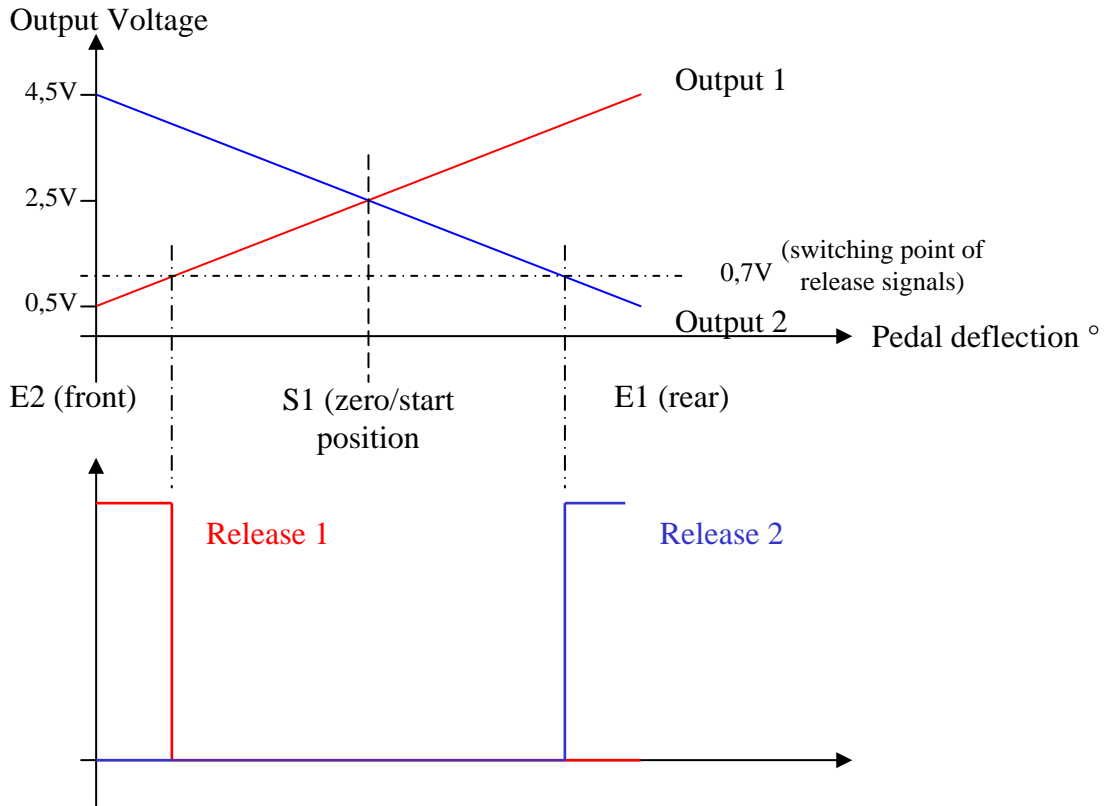 Output Voltage
4,5V
Output 1
2,5V
0,7V
(switching point of
release signals)
0,5V
Output 2
Pedal deflection °
E2 (front)
S1 (zero/start
position
E1 (rear)
Release 1
Release 2